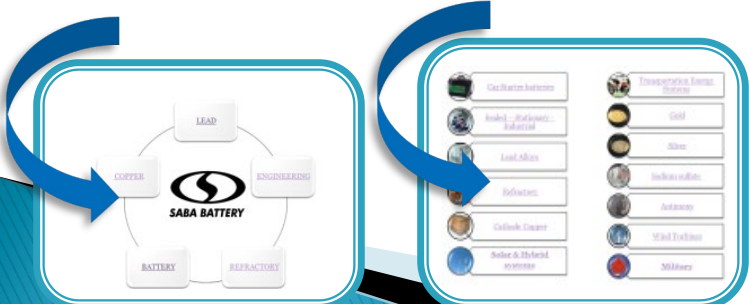 LEAD
COPPER
ENGINEERING
SABA BATTERY
BATTERY
REFRACTORY
Car Starter batteries
Sealed – Stationary -
Industrial
Lead Alloys
Refractory
Cathode Copper
Solar & Hybrid
systems
Transportation Energy
Systems
Gold
Silver
Sodium sulfate
Antimony
Wind Turbines
Military